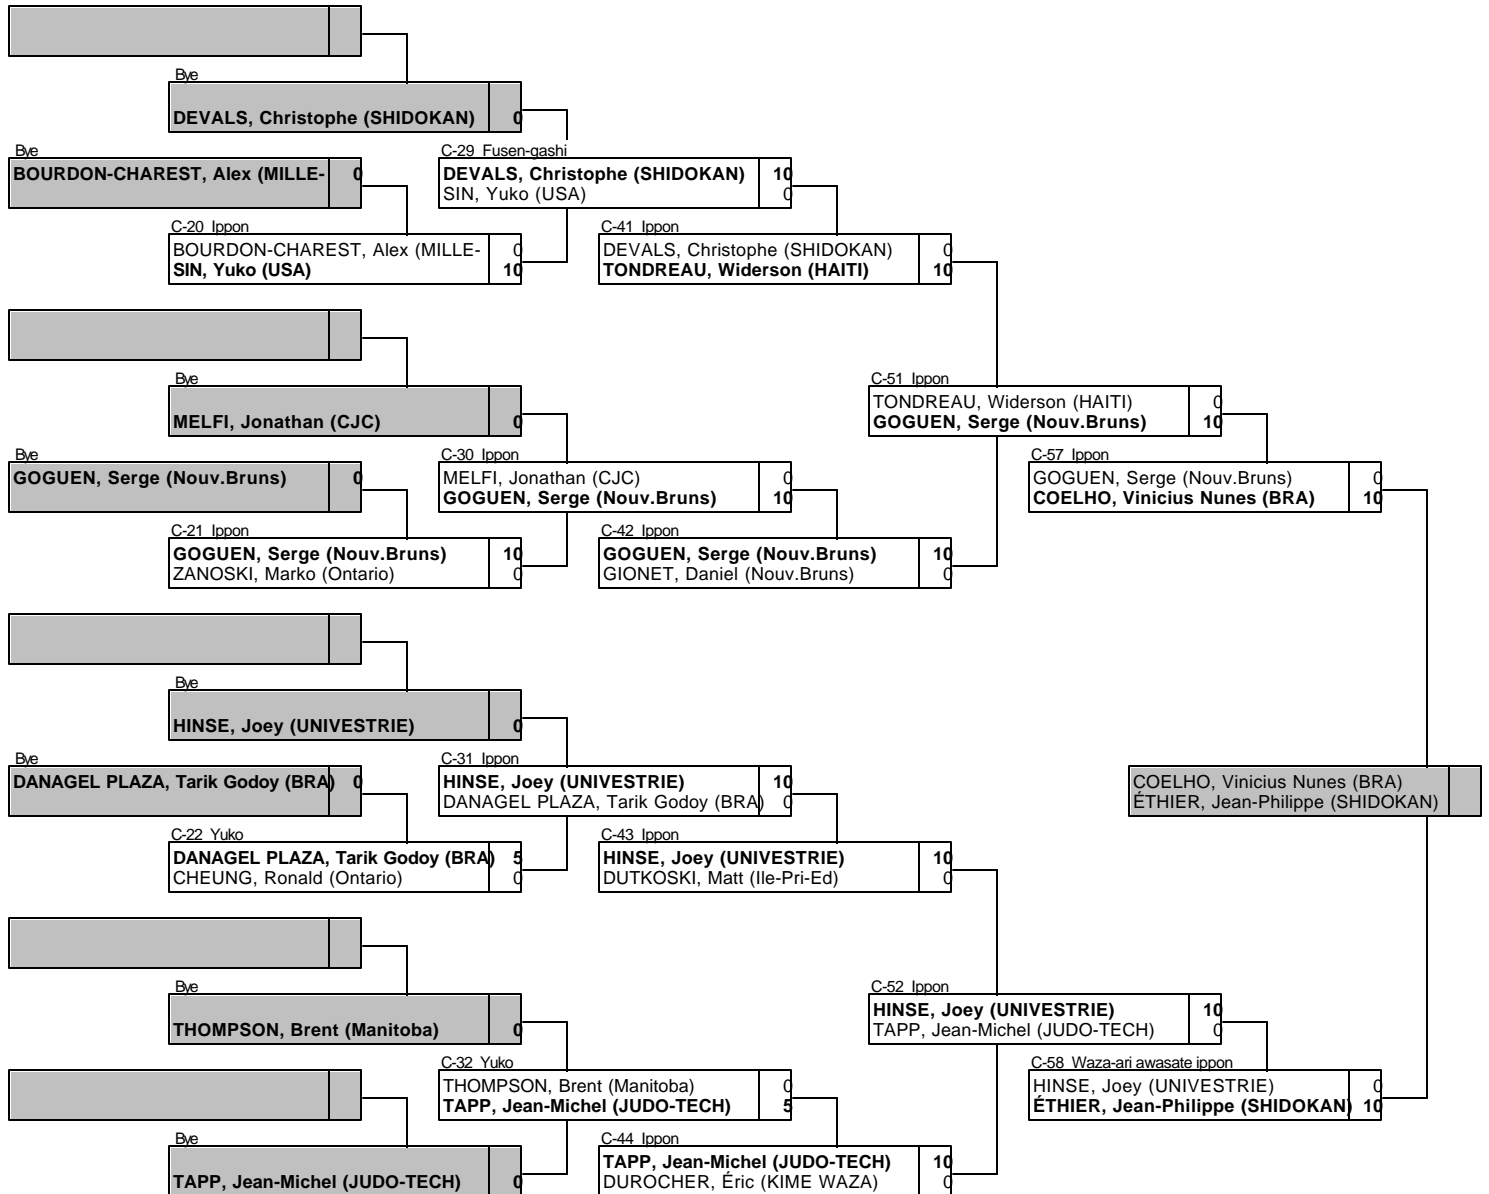 Bye
DEVALS, Christophe (SHIDOKAN) 0
Bye
BOURDON-CHAREST, Alex (MILLE- 0
C-29 Fusen-gashi
DEVALS, Christophe (SHIDOKAN) 10
SIN, Yuko (USA) 0
C-20 Ippon
BOURDON-CHAREST, Alex (MILLE- 0
SIN, Yuko (USA) 10
C-41 Ippon
DEVALS, Christophe (SHIDOKAN) 0
TONDREAU, Widerson (HAITI) 10
Bye
MELFI, Jonathan (CJC) 0
C-51 Ippon
TONDREAU, Widerson (HAITI) 0
GOGUEN, Serge (Nouv.Bruns) 10
Bye
GOGUEN, Serge (Nouv.Bruns) 0
C-30 Ippon
MELFI, Jonathan (CJC) 0
GOGUEN, Serge (Nouv.Bruns) 10
C-57 Ippon
GOGUEN, Serge (Nouv.Bruns) 0
COELHO, Vinicius Nunes (BRA) 10
C-21 Ippon
GOGUEN, Serge (Nouv.Bruns) 10
ZANOSKI, Marko (Ontario) 0
C-42 Ippon
GOGUEN, Serge (Nouv.Bruns) 10
GIONET, Daniel (Nouv.Bruns) 0
Bye
HINSE, Joey (UNIVESTRIE) 0
Bye
DANAGEL PLAZA, Tarik Godoy (BRA) 0
C-31 Ippon
HINSE, Joey (UNIVESTRIE) 10
DANAGEL PLAZA, Tarik Godoy (BRA) 0
COELHO, Vinicius Nunes (BRA)
ÉTHIER, Jean-Philippe (SHIDOKAN)
C-22 Yuko
DANAGEL PLAZA, Tarik Godoy (BRA) 5
CHEUNG, Ronald (Ontario) 0
C-43 Ippon
HINSE, Joey (UNIVESTRIE) 10
DUTKOSKI, Matt (Ile-Pri-Ed) 0
Bye
THOMPSON, Brent (Manitoba) 0
C-52 Ippon
HINSE, Joey (UNIVESTRIE) 10
TAPP, Jean-Michel (JUDO-TECH) 0
C-32 Yuko
THOMPSON, Brent (Manitoba) 0
TAPP, Jean-Michel (JUDO-TECH) 5
C-58 Waza-ari awasate ippon
HINSE, Joey (UNIVESTRIE) 0
ÉTHIER, Jean-Philippe (SHIDOKAN) 10
Bye
TAPP, Jean-Michel (JUDO-TECH) 0
C-44 Ippon
TAPP, Jean-Michel (JUDO-TECH) 10
DUROCHER, Éric (KIME WAZA) 0